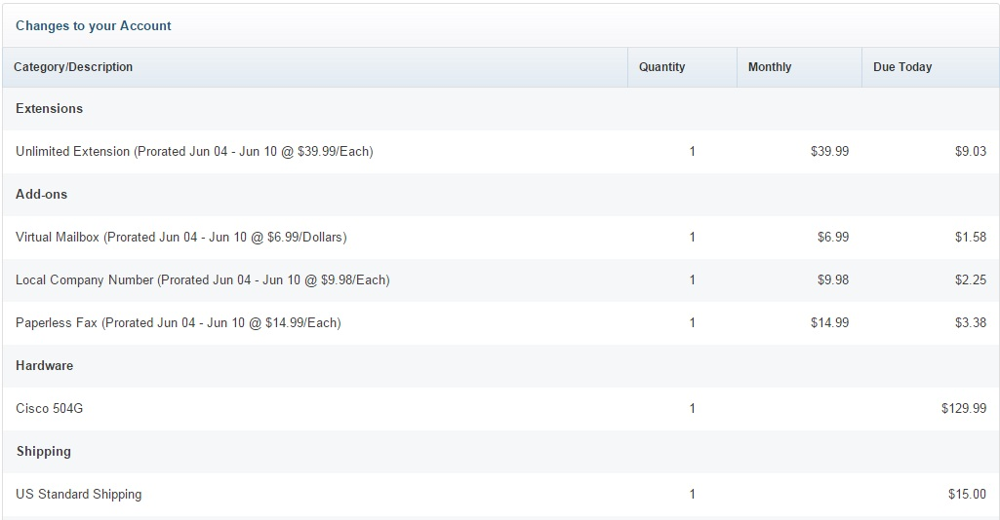 Changes to your Account
Category/Description Quantity Monthly Due Today
Extensions
Unlimited Extension (Prorated Jun 04 - Jun 10 @ $39.99/Each) 1 $39.99 $9.03
Add-ons
Virtual Mailbox (Prorated Jun 04 - Jun 10 @ $6.99/Dollars) 1 $6.99 $1.58
Local Company Number (Prorated Jun 04 - Jun 10 @ $9.98/Each) 1 $9.98 $2.25
Paperless Fax (Prorated Jun 04 - Jun 10 @ $14.99/Each) 1 $14.99 $3.38
Hardware
Cisco 504G 1 $129.99
Shipping
US Standard Shipping 1 $15.00